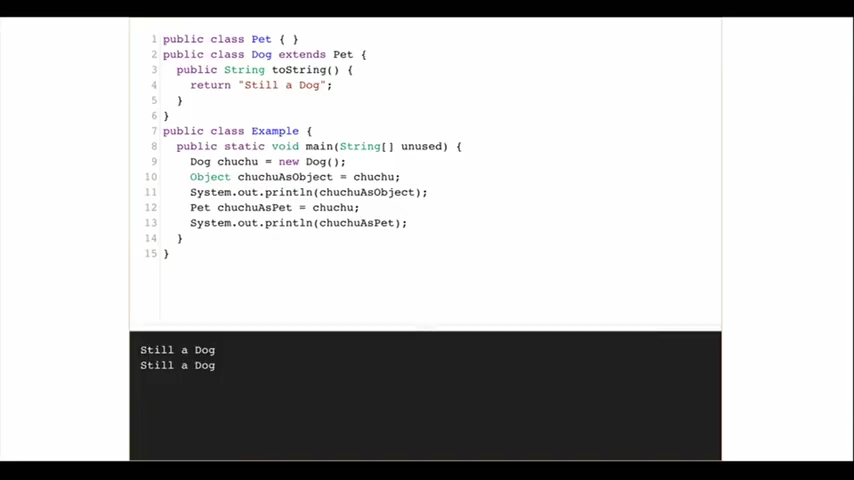 1 public class Pet { }
2 public class Dog extends Pet {
3 public String toString() {
4 return "Still a Dog";
5 }
6 }
7 public class Example {
8 public static void main(String[] unused) {
9 Dog chuchu = new Dog();
10 Object chuchuAsObject = chuchu;
11 System.out.println(chuchuAsObject);
12 Pet chuchuAsPet = chuchu;
13 System.out.println(chuchuAsPet);
14 }
15 }
Still a Dog
Still a Dog